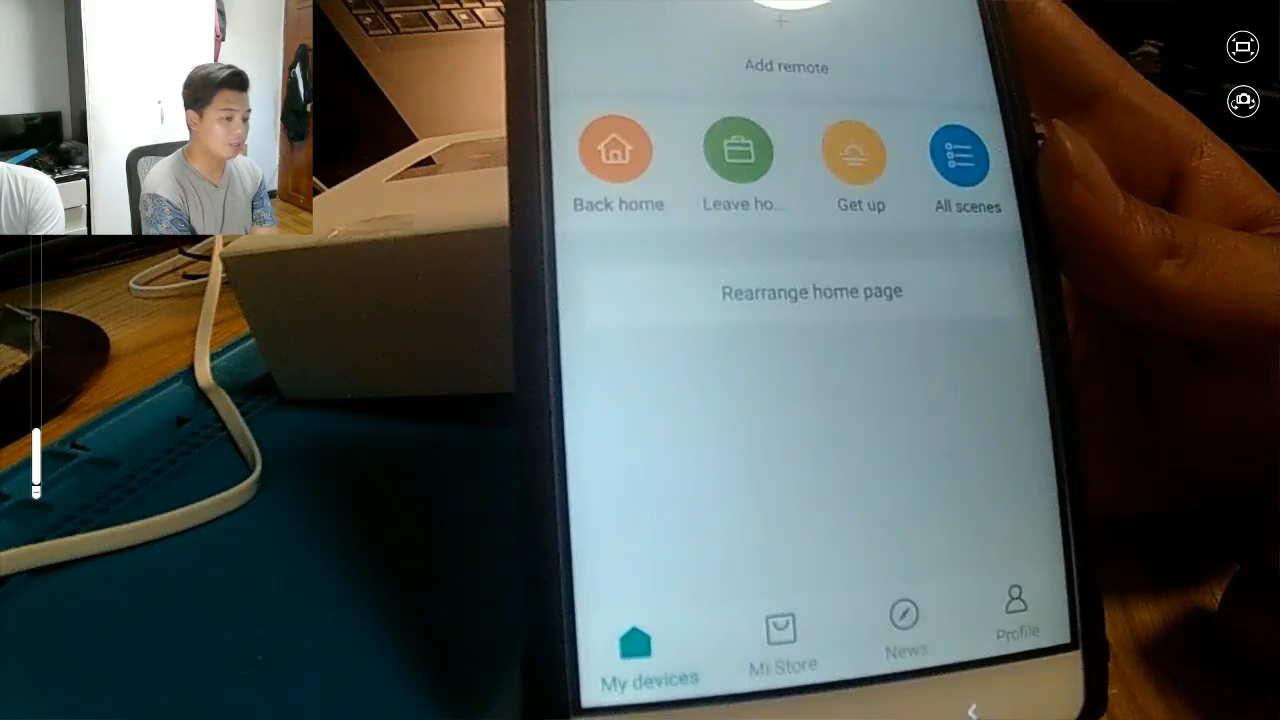 Add remote
Back home
Leave ho...
Get up
All scenes
Rearrange home page
My devices
Mi Store
News
Profile